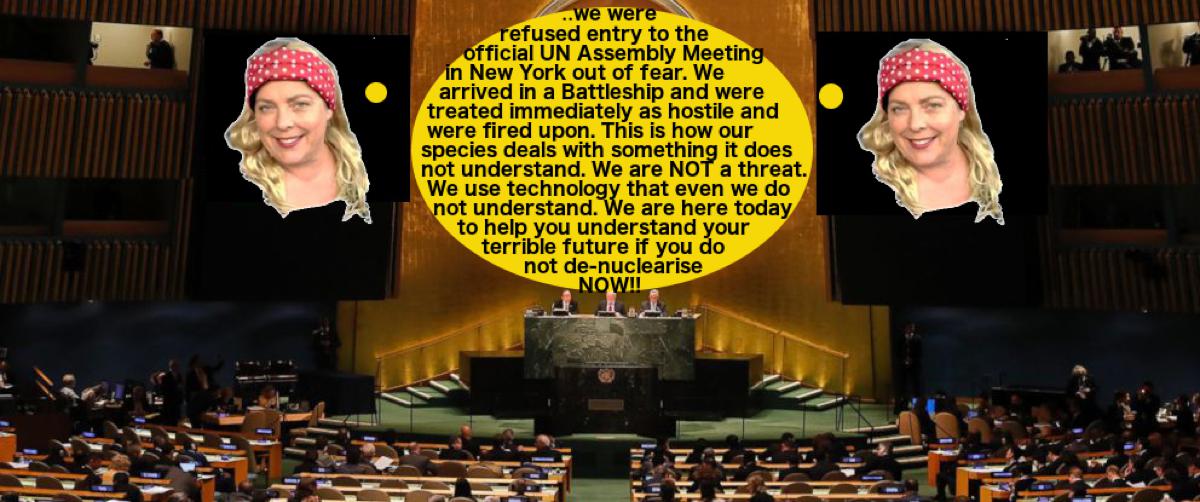 ..we were
refused entry to the
official UN Assembly Meeting
in New York out of fear. We
arrived in a Battleship and were
treated immediately as hostile and
were fired upon. This is how our
species deals with something it does
not understand. We are NOT a threat.
We use technology that even we do
not understand. We are here today
to help you understand your
terrible future if you do
not de-nuclearise
NOW!!